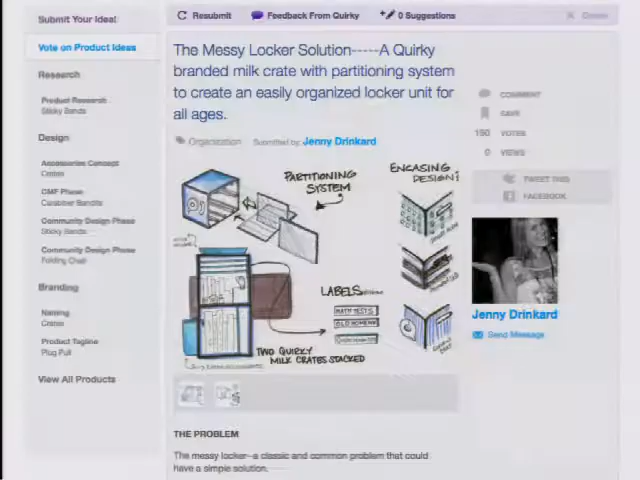 Submit Your Idea!
Vote on Product Ideas
Research
Product Research
Sticky Bands
Design
Accessories Concept
Crates
CMF Phase
Carabiner Bandits
Community Design Phase
Sticky Bands
Community Design Phase
Folding Chair
Branding
Naming
Crates
Product Tagline
Plug Pull
View All Products
Resubmit
Feedback From Quirky
0 Suggestions
Delete
The Messy Locker Solution-----A Quirky
branded milk crate with partitioning system
to create an easily organized locker unit for
all ages.
Organization
Submitted by Jenny Drinkard
PARTITIONING
SYSTEM
ENCASING
DESIGN?
LABELS
MATH TESTS
OLD HOMEWORK
TWO QUIRKY
MILK CRATES STACKED
COMMENT
SAVE
190 VOTES
0 VIEWS
TWEET THIS
FACEBOOK
Jenny Drinkard
Send Message
THE PROBLEM
The messy locker--a classic and common problem that could
have a simple solution.